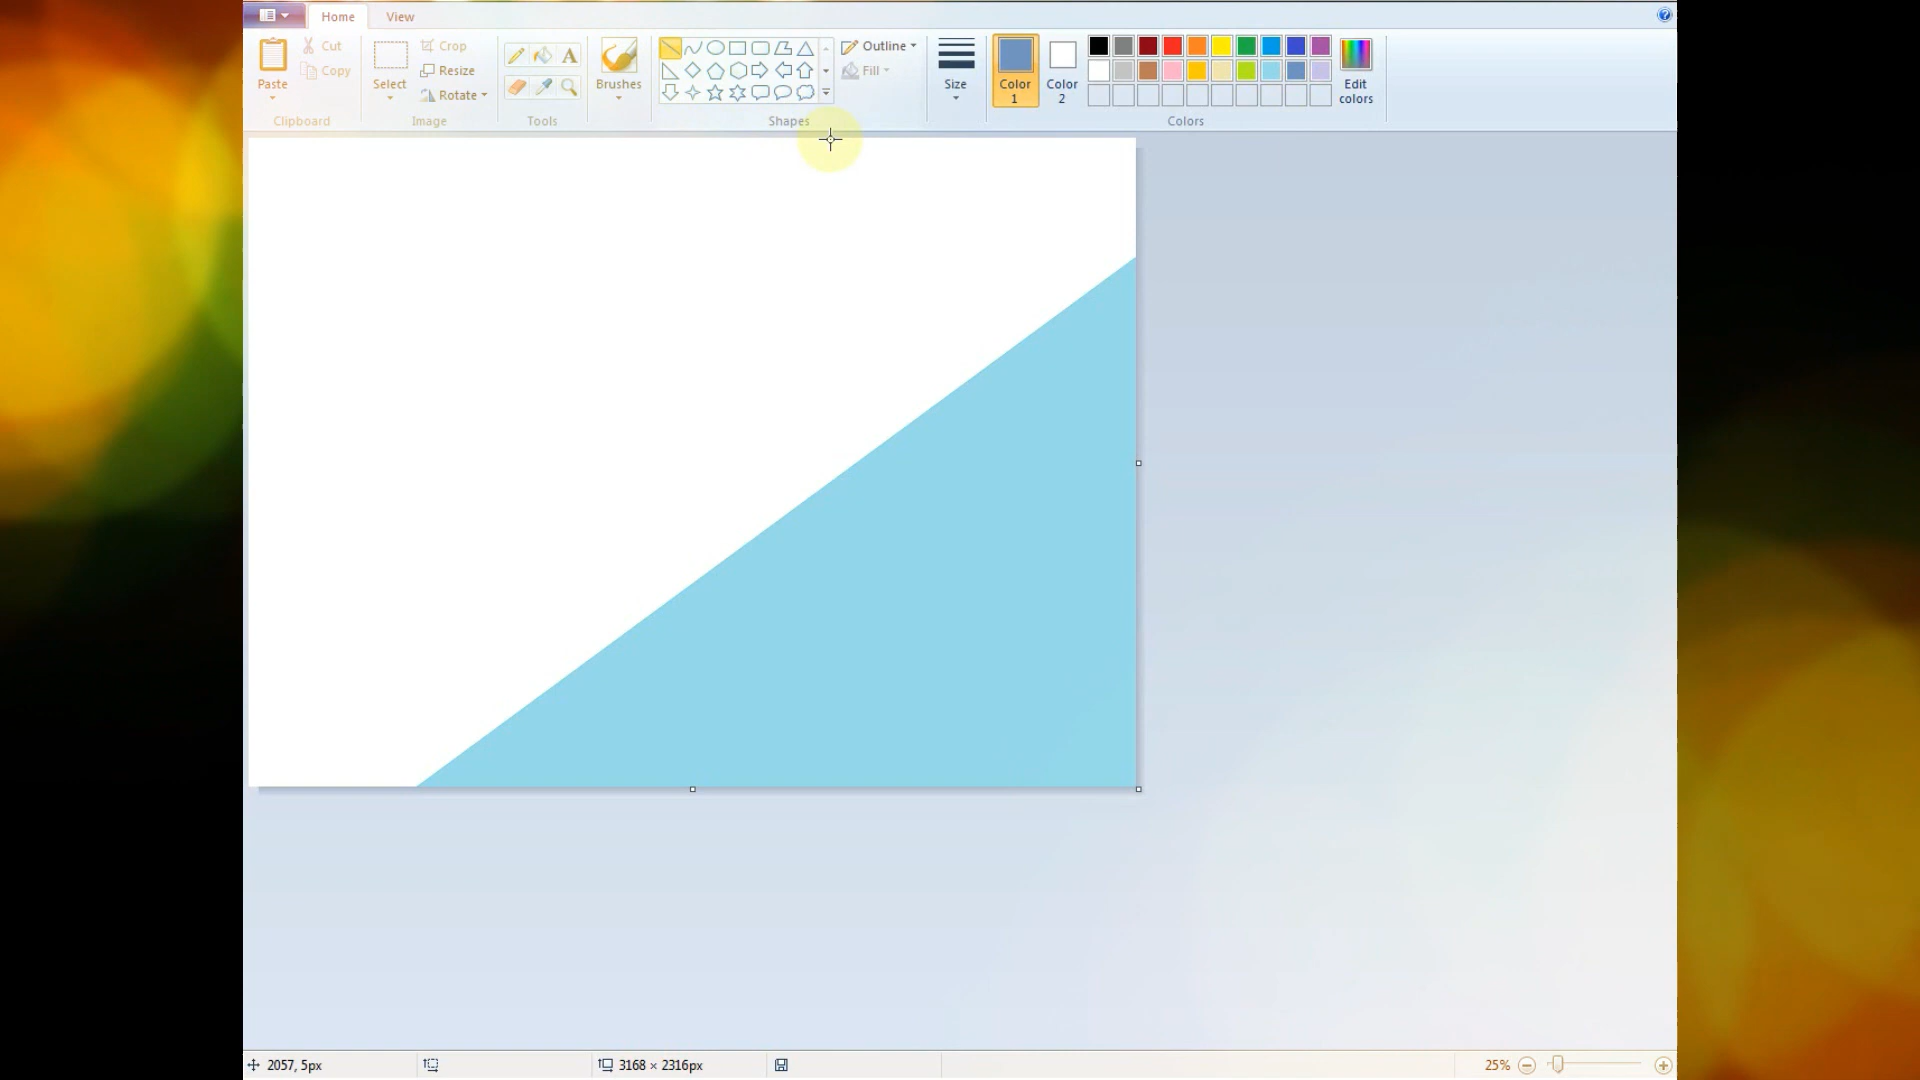 Home View
Paste
Cut
Copy
Clipboard
Select
Crop
Resize
Rotate
Image
A
Tools
Brushes
Outline
Fill
Shapes
Size
Color 1
Color 2
Edit colors
Colors
2057, 5px
3168 × 2316px
25%